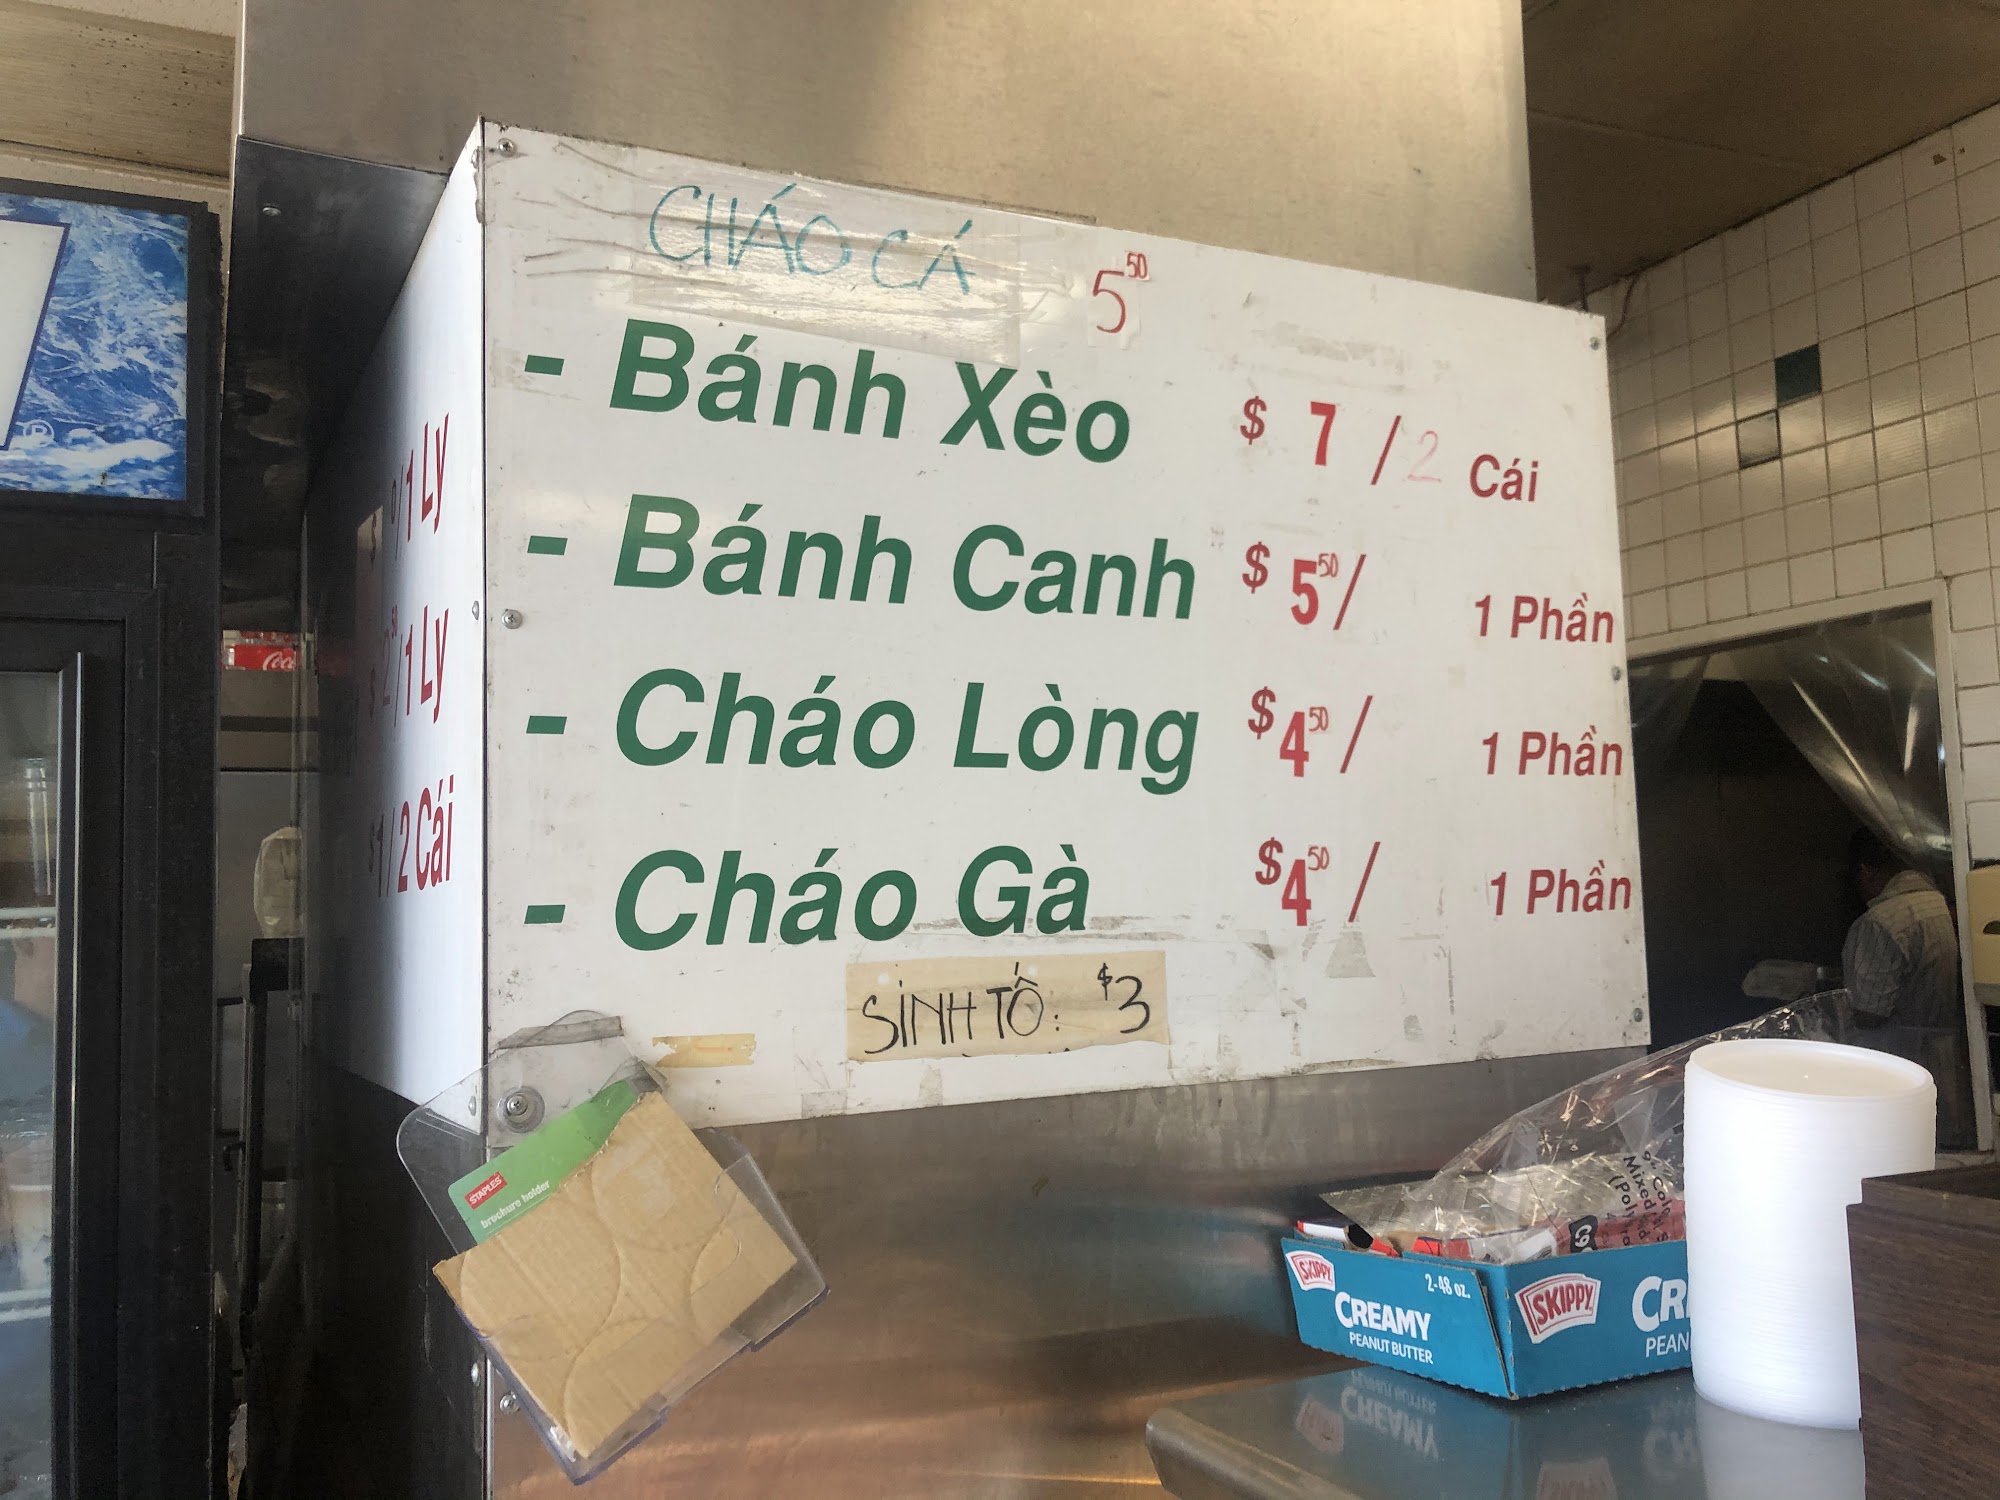 CHÁO CÁ 5⁵⁰
- Bánh Xèo $ 7 / 2 Cái
- Bánh Canh $ 5⁵⁰ / 1 Phần
- Cháo Lòng $ 4⁵⁰ / 1 Phần
- Cháo Gà $ 4⁵⁰ / 1 Phần
SINH TỐ: $3
/1 Ly
$ 2⁵⁰/1 Ly
$1/2 Cái
STAPLES
brochure holder
SKIPPY
2-48 oz.
CREAMY
PEANUT BUTTER
SKIPPY